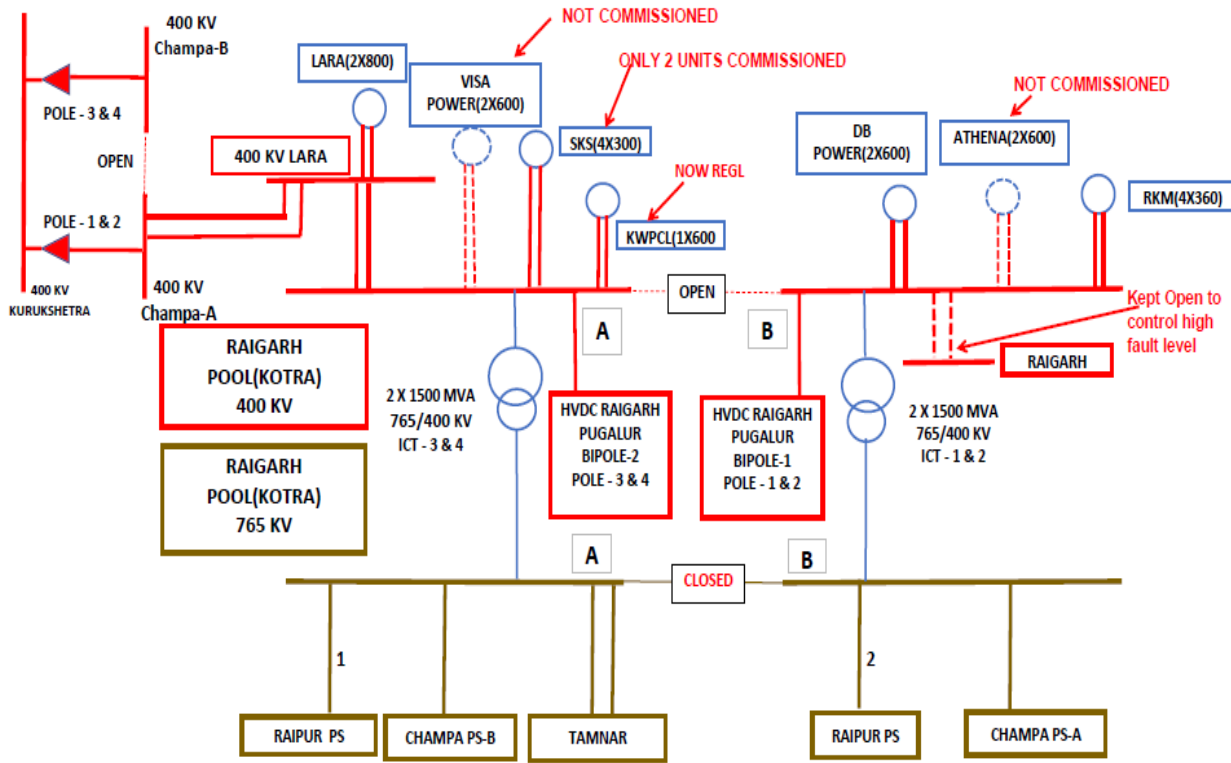 400 KV
Champa-B
POLE - 3 & 4
OPEN
POLE - 1 & 2
400 KV
KURUKSHETRA
400 KV
Champa-A
NOT COMMISSIONED
LARA(2X800)
VISA
POWER(2X600)
ONLY 2 UNITS COMMISSIONED
SKS(4X300)
400 KV LARA
NOW REGL
KWPCL(1X600
NOT COMMISSIONED
DB
POWER(2X600)
ATHENA(2X600)
RKM(4X360)
OPEN
A
B
Kept Open to
control high
fault level
RAIGARH
RAIGARH
POOL(KOTRA)
400 KV
2 X 1500 MVA
765/400 KV
ICT - 3 & 4
HVDC RAIGARH
PUGALUR
BIPOLE-2
POLE - 3 & 4
HVDC RAIGARH
PUGALUR
BIPOLE-1
POLE - 1 & 2
2 X 1500 MVA
765/400 KV
ICT - 1 & 2
RAIGARH
POOL(KOTRA)
765 KV
A
CLOSED
B
1
2
RAIPUR PS
CHAMPA PS-B
TAMNAR
RAIPUR PS
CHAMPA PS-A